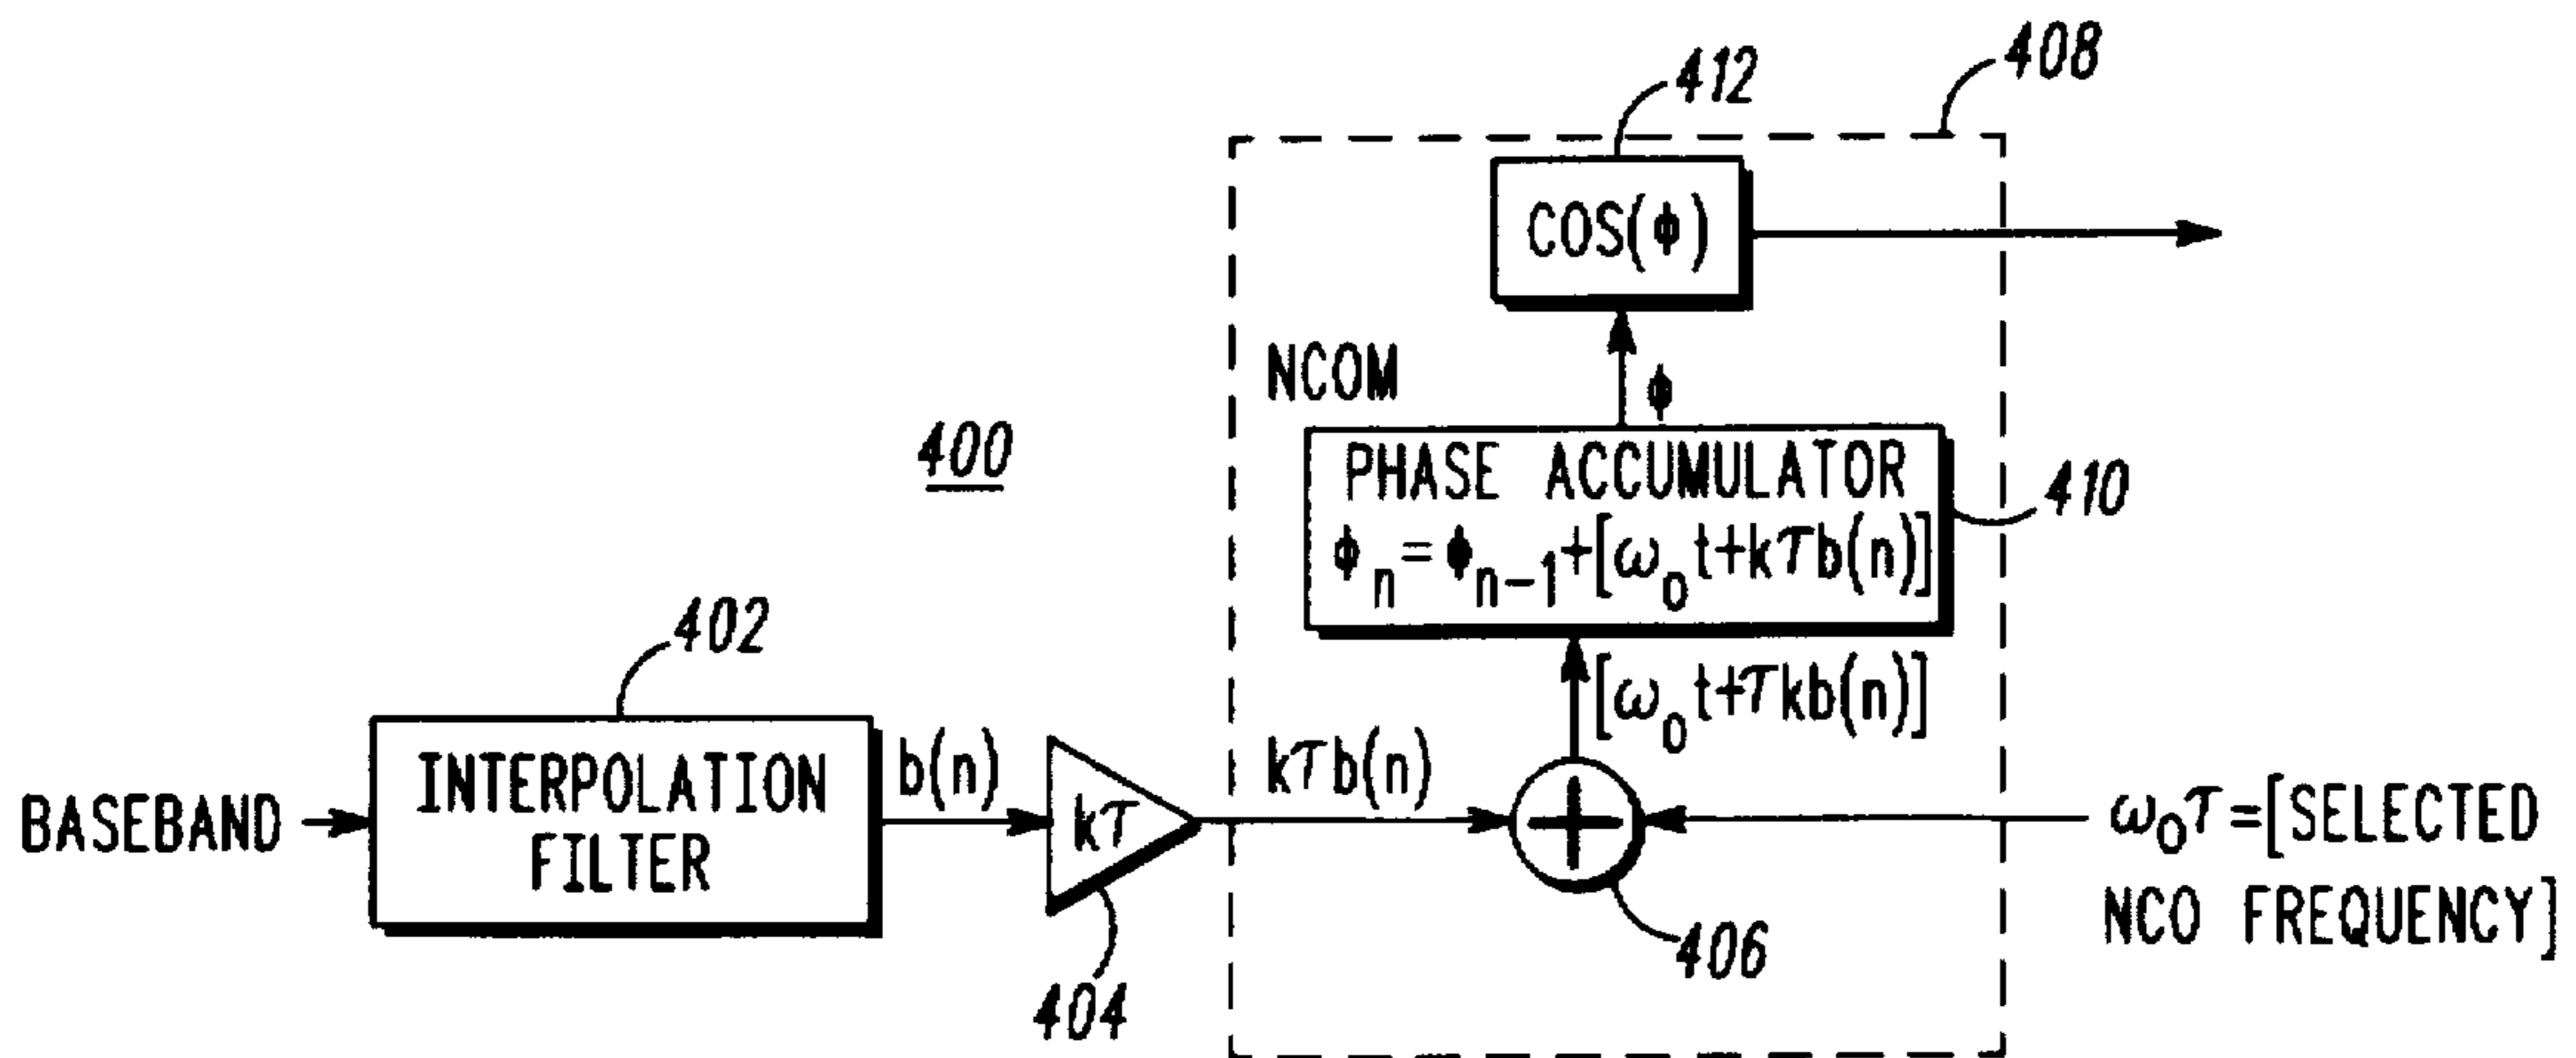 408
412
COS(ϕ)
NCOM
ϕ
400
PHASE ACCUMULATOR
ϕn=ϕn-1+[ω0t+kτb(n)]
410
402
[ω0t+τkb(n)]
BASEBAND
INTERPOLATION
FILTER
b(n)
kτ
kτb(n)
+
ω0τ=[SELECTED
NCO FREQUENCY]
404
406